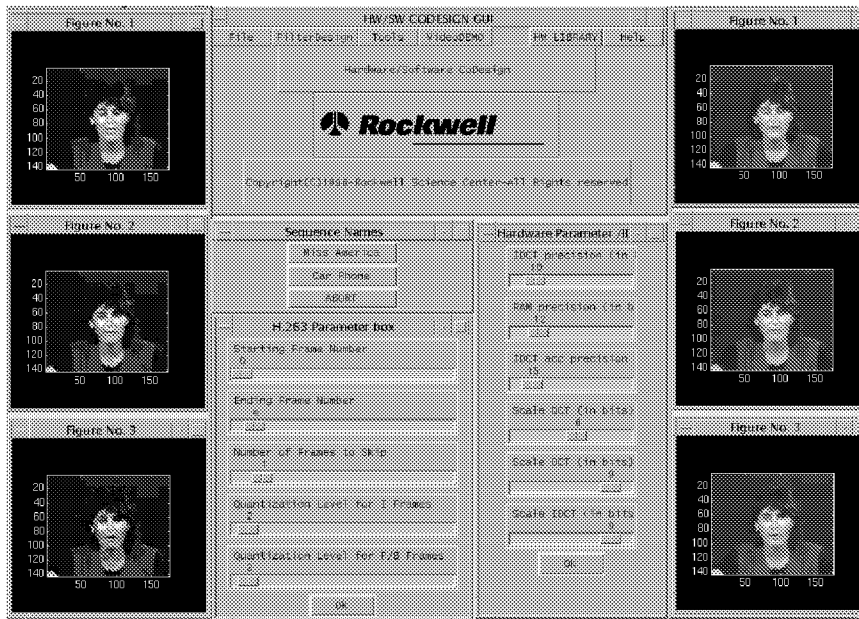 Figure No. 1
20
40
60
80
100
120
140
50 100 150
Figure No. 2
20
40
60
80
100
120
140
50 100 150
Figure No. 3
20
40
60
80
100
120
140
50 100 150
HW/SW CODESIGN GUI
File FilterDesign Tools VideoDEMO HW LIBRARY Help
Hardware/Software CoDesign
Rockwell
Rockwell Science Center-All Rights reserved
Sequence Names
Miss America
Car Phone
ABORT
H.263 Parameter box
Starting Frame Number
0
Ending Frame Number
Number of Frames to Skip
1
Quantization Level for I Frames
Quantization Level for P/B Frames
Ok
Hardware Parameter /II
IDCT precision (in
RAM precision (in b
12
IDCT acc precision
Scale DCT (in bits)
Scale DCT (in bits)
Scale IDCT (in bits
OK
Figure No. 1
20
40
60
80
100
120
140
50 100 150
Figure No. 2
20
40
60
80
100
120
140
50 100 150
Figure No. 3
20
40
60
80
100
120
140
50 100 150